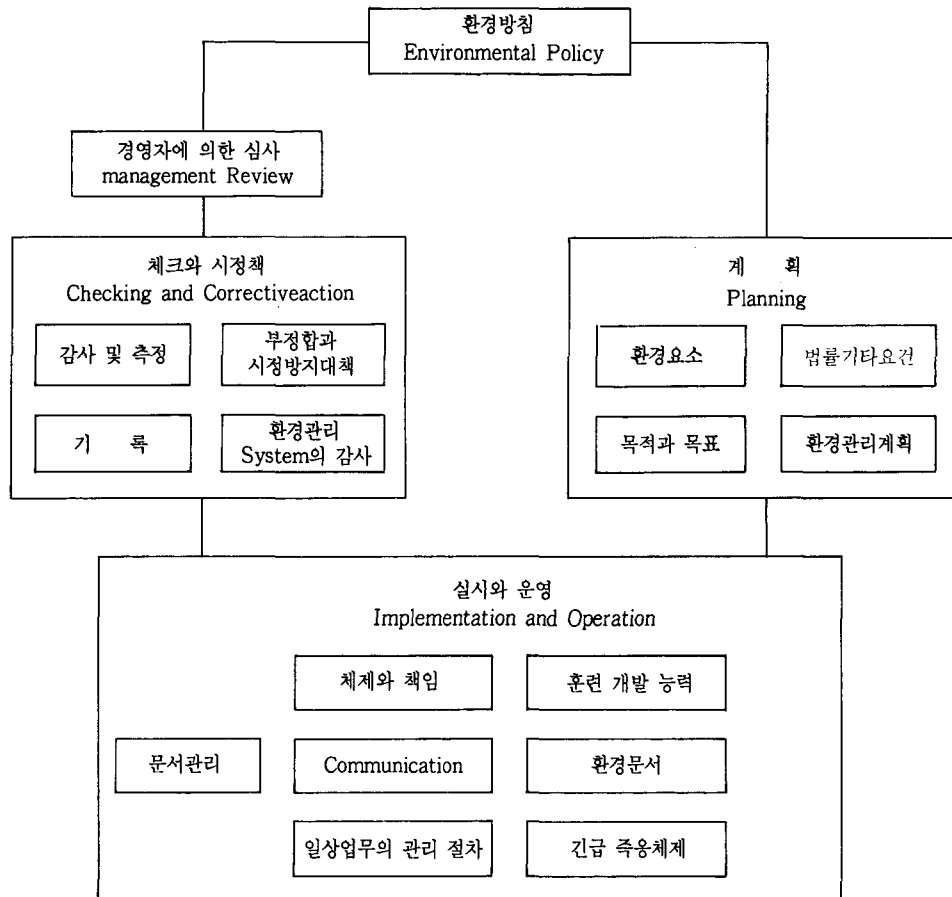 환경방침
Environmental Policy
경영자에 의한 심사
management Review
체크와 시정책
Checking and Correctiveaction
감사 및 측정
부정합과
시정방지대책
기 록
환경관리
System의 감사
계 획
Planning
환경요소
법률기타요건
목적과 목표
환경관리계획
실시와 운영
Implementation and Operation
체제와 책임
훈련 개발 능력
문서관리
Communication
환경문서
일상업무의 관리 절차
긴급 즉응체제